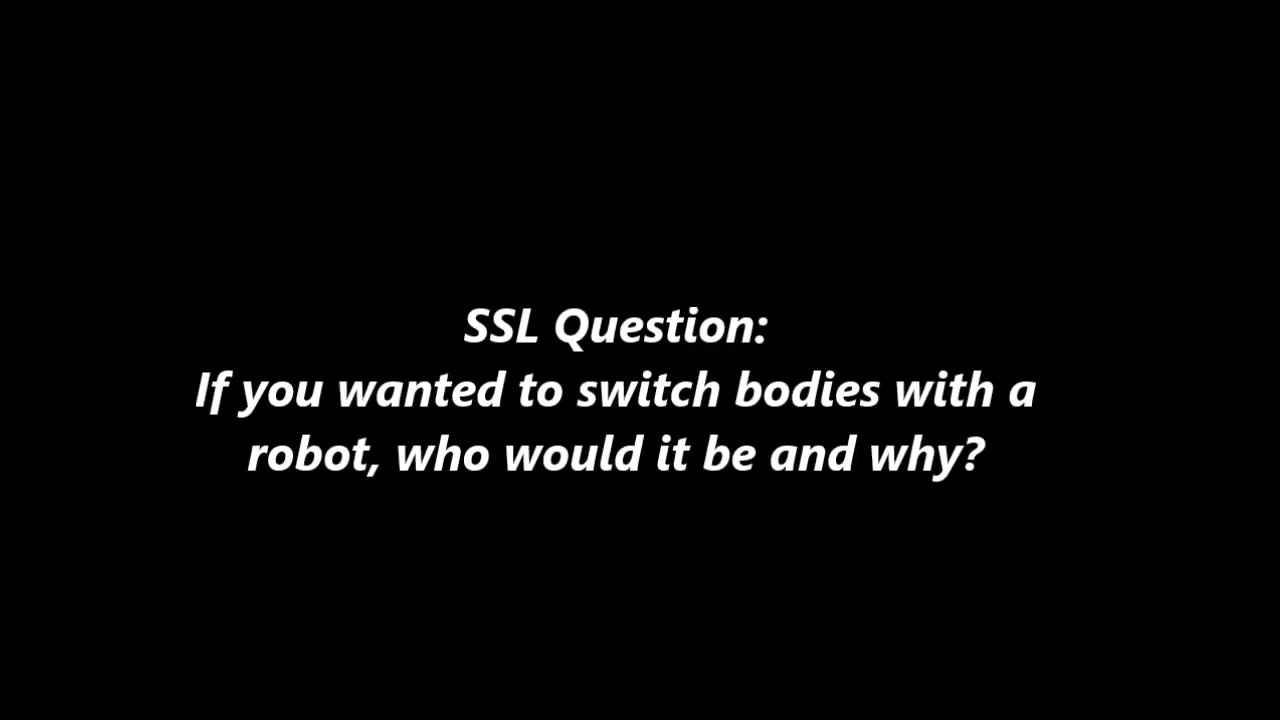 SSL Question:
If you wanted to switch bodies with a
robot, who would it be and why?